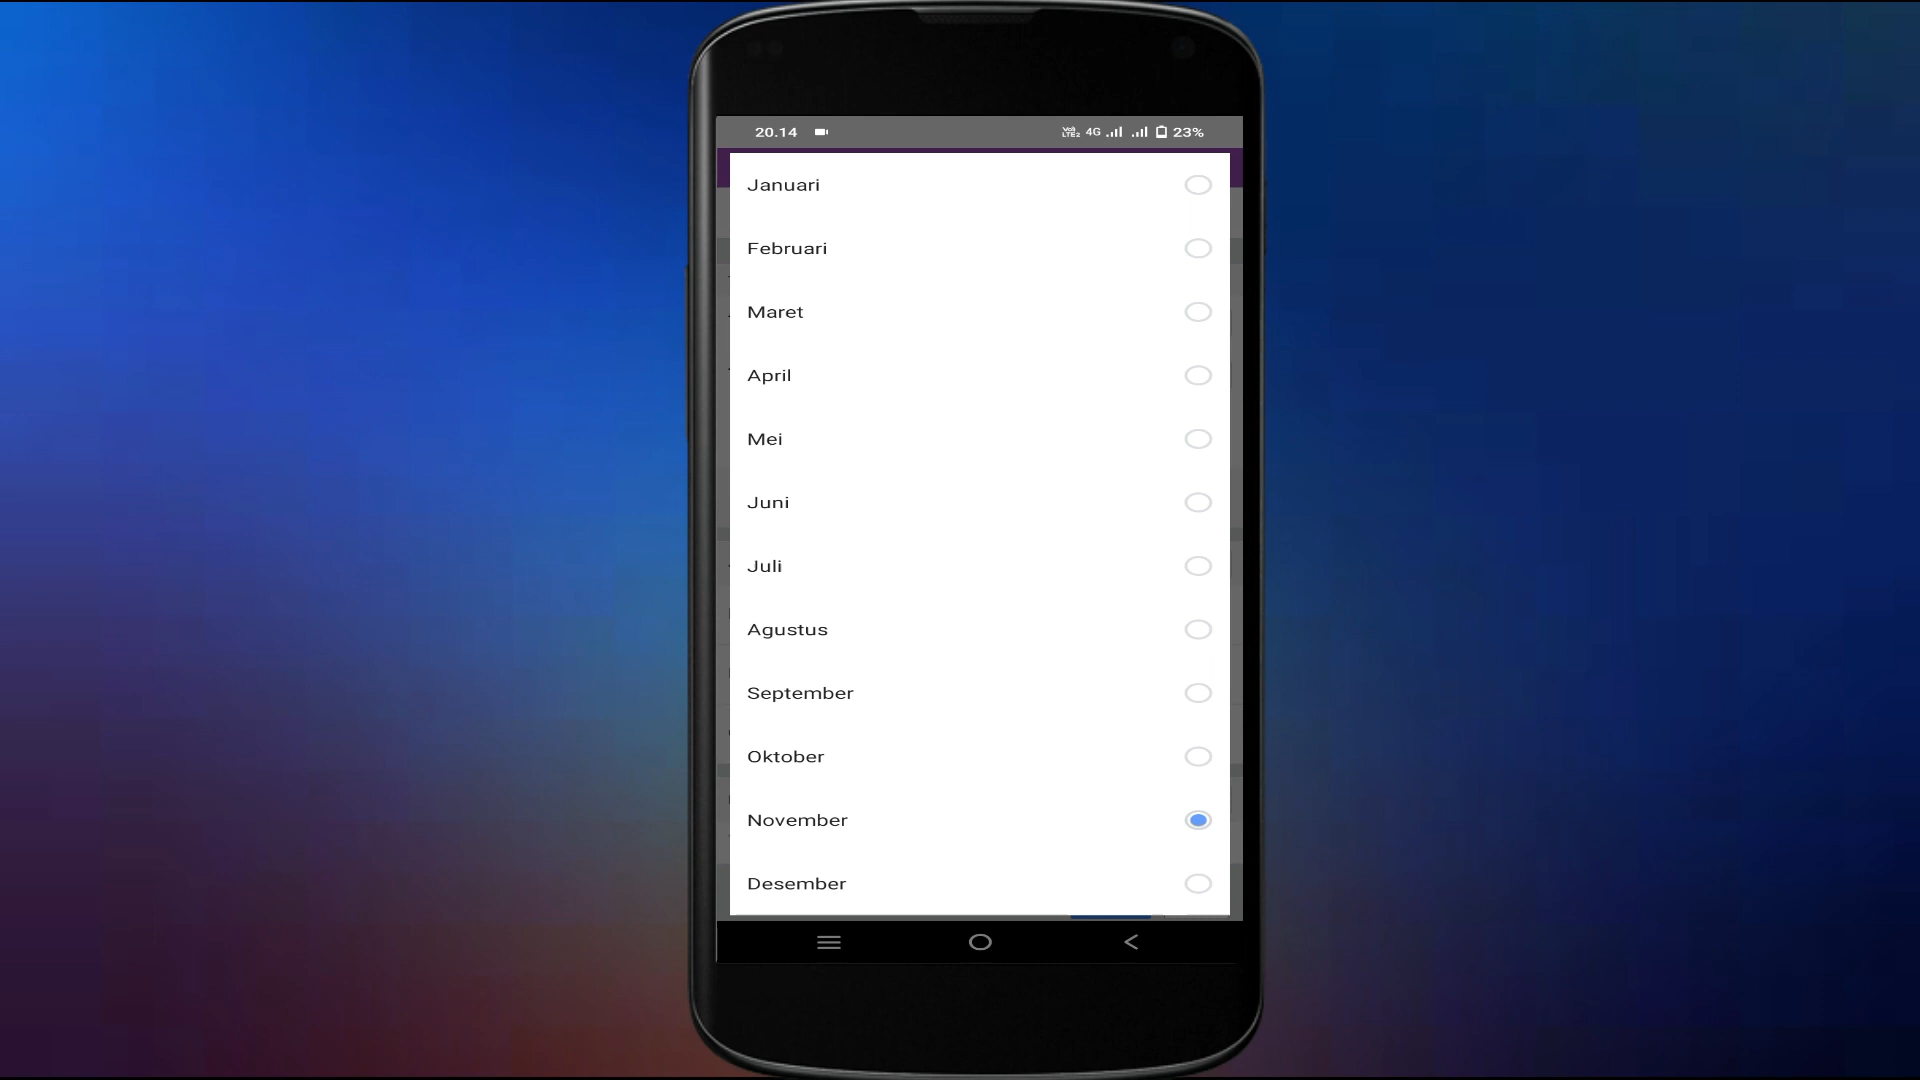 20.14 4G 23%
Januari
Februari
Maret
April
Mei
Juni
Juli
Agustus
September
Oktober
November
Desember